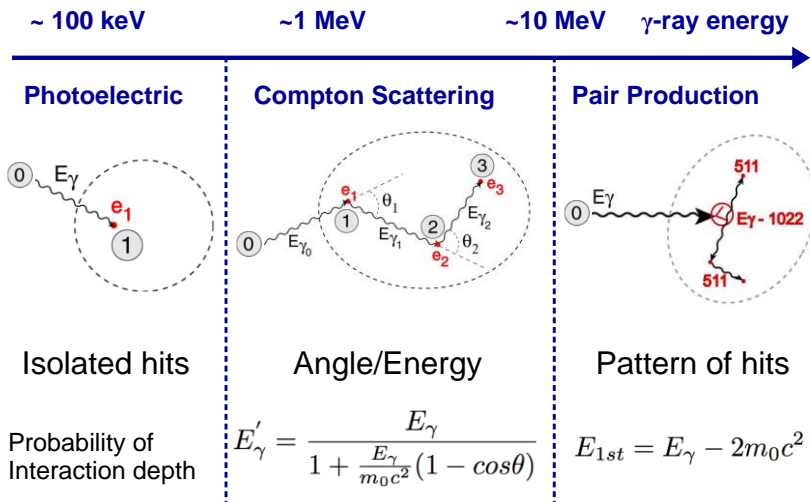 ~ 100 keV ~1 MeV ~10 MeV γ-ray energy
Photoelectric Compton Scattering Pair Production
0 Eγ e₁ 1
0 Eγ₀ e₁ 1 θ₁ Eγ₁ 2 e₂ θ₂ Eγ₂ 3 e₃
0 Eγ 511 Eγ - 1022 511
Isolated hits Angle/Energy Pattern of hits
Probability of
Interaction depth
E'γ = Eγ / (1 + Eγ/m₀c² (1 − cosθ))
E₁ₛₜ = Eγ − 2m₀c²